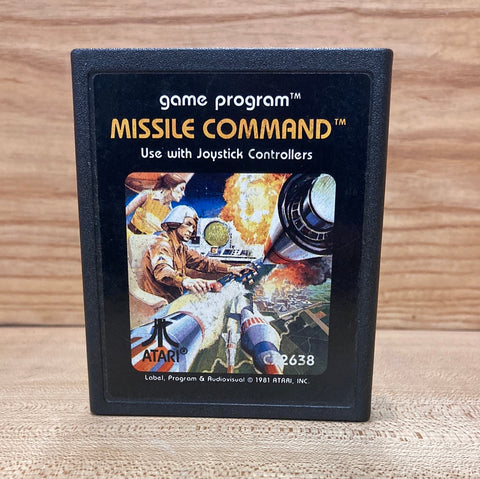 game program™
MISSILE COMMAND™
Use with Joystick Controllers
ATARI®
CX2638
Label, Program & Audiovisual © 1981 ATARI, INC.